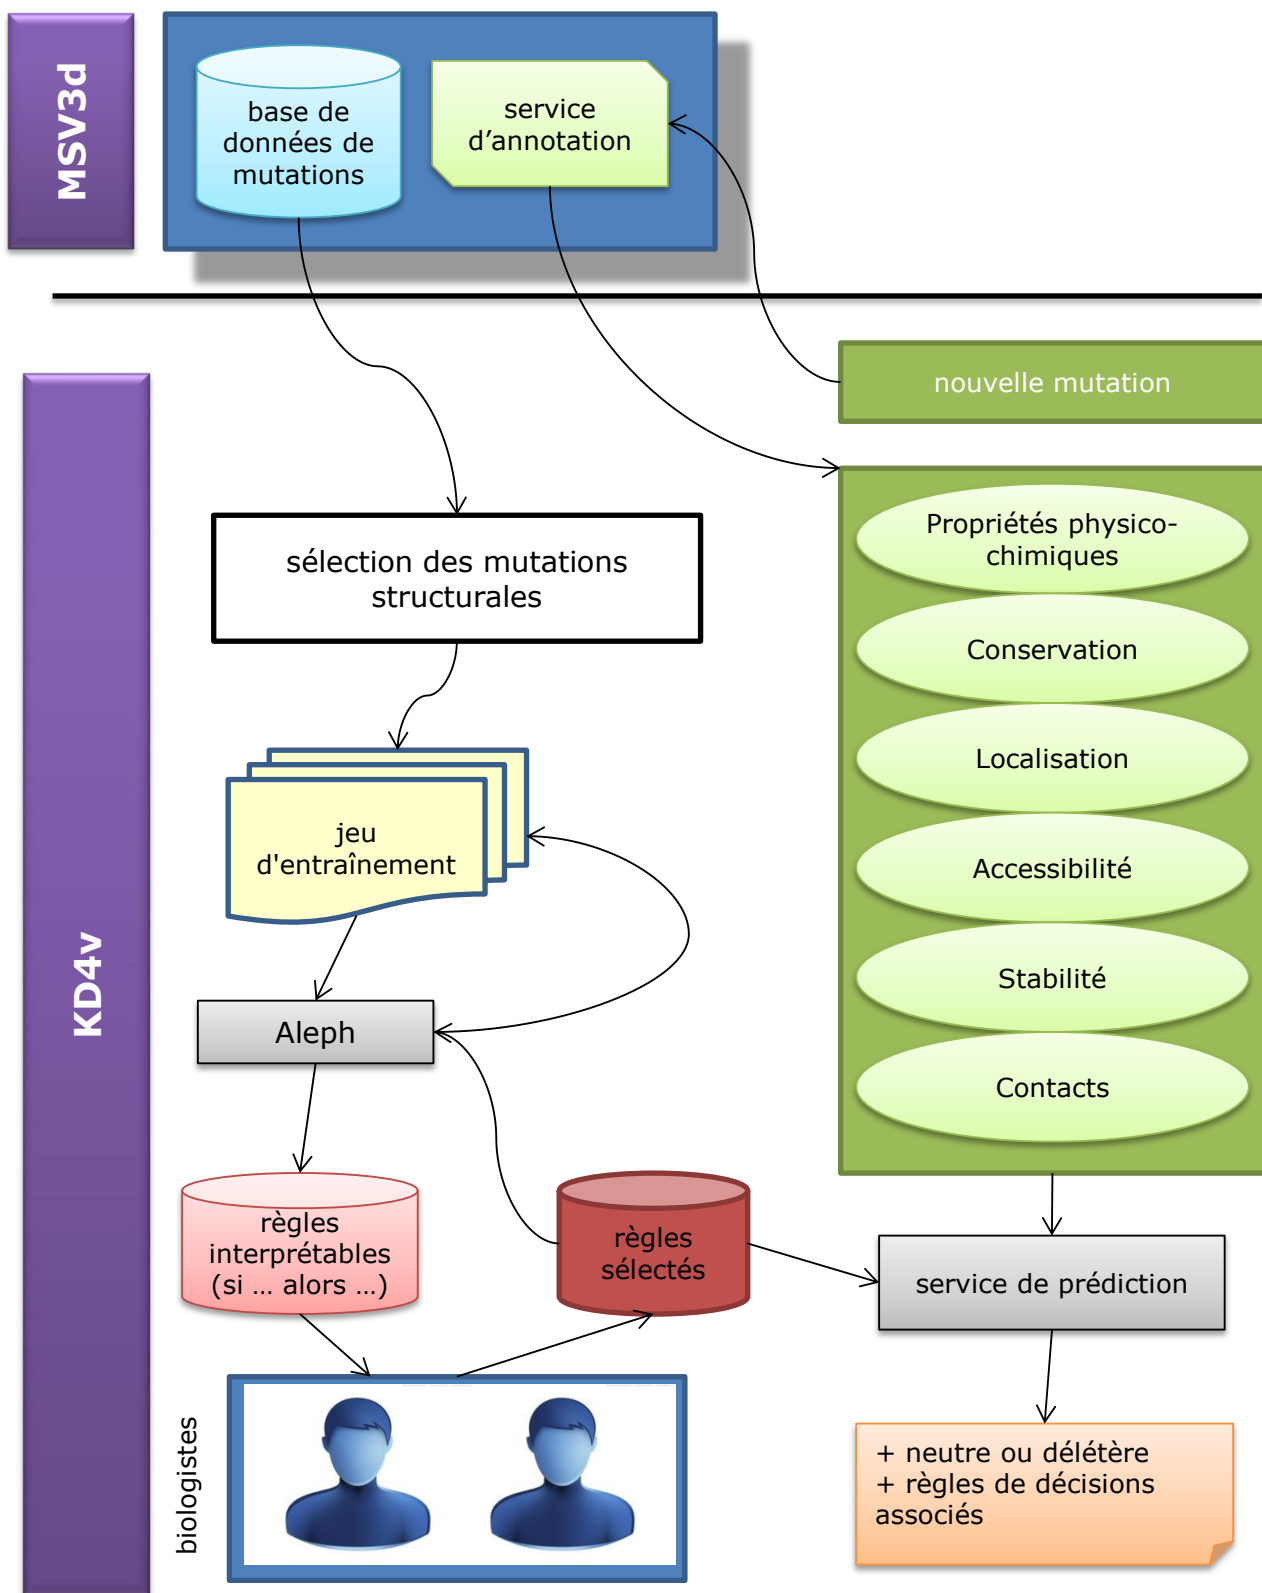 MSV3d
base de
données de
mutations
service
d’annotation
nouvelle mutation
KD4v
sélection des mutations
structurales
Propriétés physico-
chimiques
Conservation
Localisation
Accessibilité
Stabilité
Contacts
jeu
d'entraînement
Aleph
règles
interprétables
(si ... alors ...)
règles
sélectés
service de prédiction
biologistes
+ neutre ou délétère
+ règles de décisions
associés